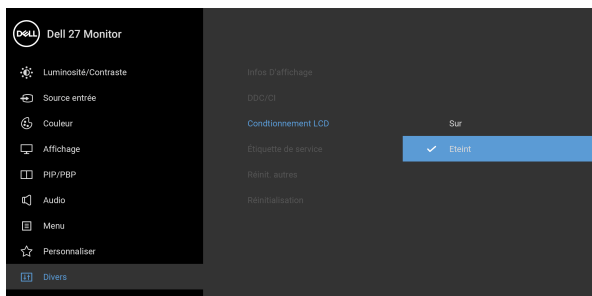 DELL Dell 27 Monitor
Luminosité/Contraste
Source entrée
Couleur
Affichage
PIP/PBP
Audio
Menu
Personnaliser
Divers
Infos D'affichage
DDC/CI
Condtionnement LCD
Étiquette de service
Réinit. autres
Réinitialisation
Sur
Eteint